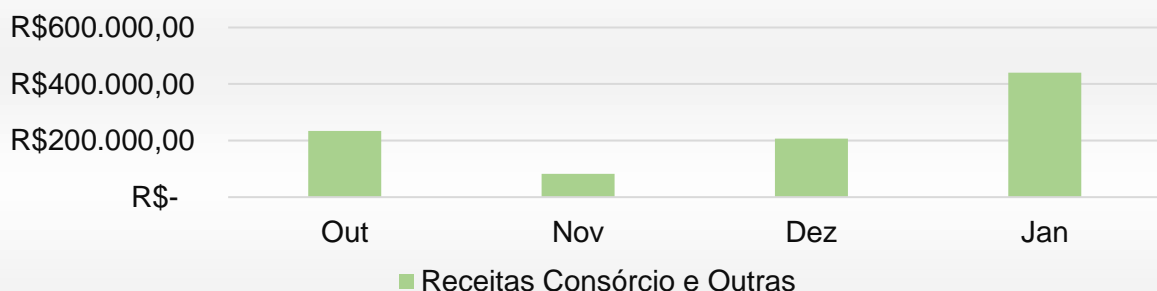 R$600.000,00
R$400.000,00
R$200.000,00
R$-
Out Nov Dez Jan
Receitas Consórcio e Outras